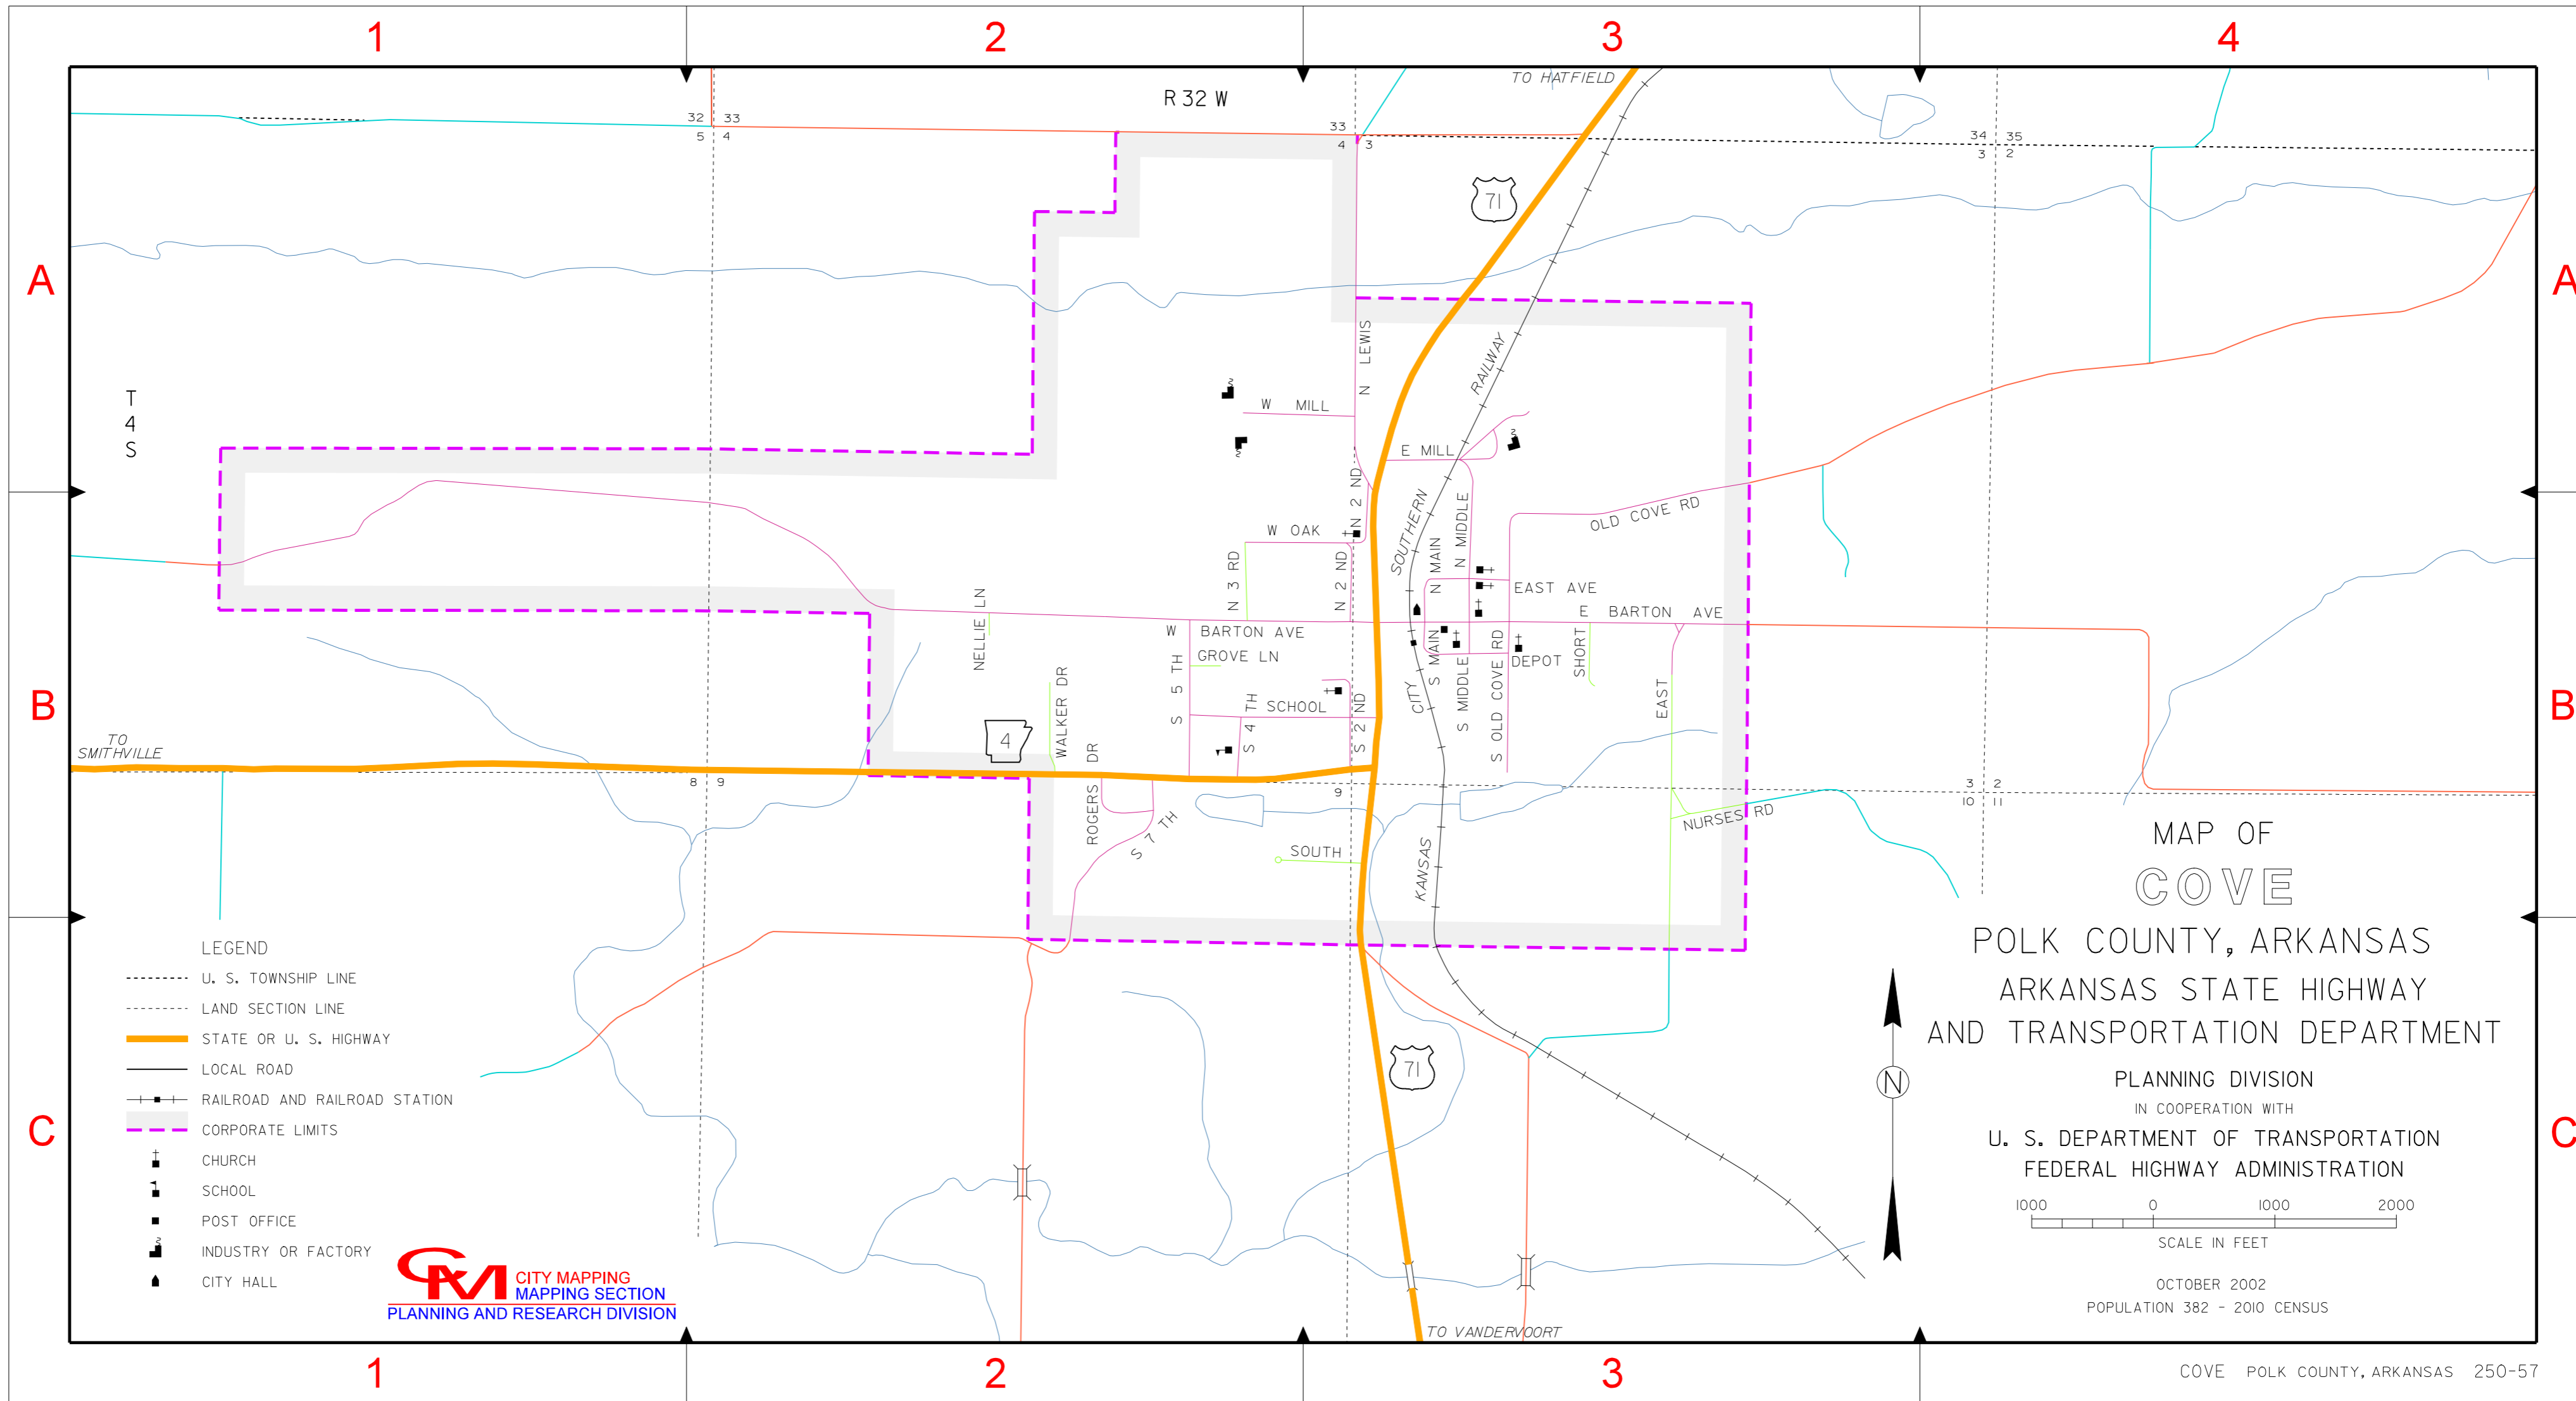 1 2 3 4
TO HATFIELD
R 32 W
32 33
5 4
33
4 3
34 35
3 2
71
A A
T
4
S
N LEWIS
RAILWAY
W MILL
E MILL
N 2 ND
N MIDDLE
OLD COVE RD
SOUTHERN
W OAK
N 3 RD
N 2 ND
N MAIN
EAST AVE
E BARTON AVE
NELLIE LN
W BARTON AVE
GROVE LN
S 5 TH
S MAIN
S MIDDLE
S OLD COVE RD
DEPOT
SHORT
EAST
B B
WALKER DR
S 4 TH
SCHOOL
S 2 ND
CITY
4
TO
SMITHVILLE
ROGERS DR
S 7 TH
8 9
9
3 2
10 11
NURSES RD
SOUTH
KANSAS
MAP OF
COVE
POLK COUNTY, ARKANSAS
ARKANSAS STATE HIGHWAY
AND TRANSPORTATION DEPARTMENT
PLANNING DIVISION
IN COOPERATION WITH
U. S. DEPARTMENT OF TRANSPORTATION
FEDERAL HIGHWAY ADMINISTRATION
1000 0 1000 2000
SCALE IN FEET
OCTOBER 2002
POPULATION 382 - 2010 CENSUS
N
71
LEGEND
U. S. TOWNSHIP LINE
LAND SECTION LINE
STATE OR U. S. HIGHWAY
LOCAL ROAD
RAILROAD AND RAILROAD STATION
CORPORATE LIMITS
CHURCH
SCHOOL
POST OFFICE
INDUSTRY OR FACTORY
CITY HALL
C C
CM CITY MAPPING
MAPPING SECTION
PLANNING AND RESEARCH DIVISION
TO VANDERVOORT
1 2 3
COVE POLK COUNTY, ARKANSAS 250-57